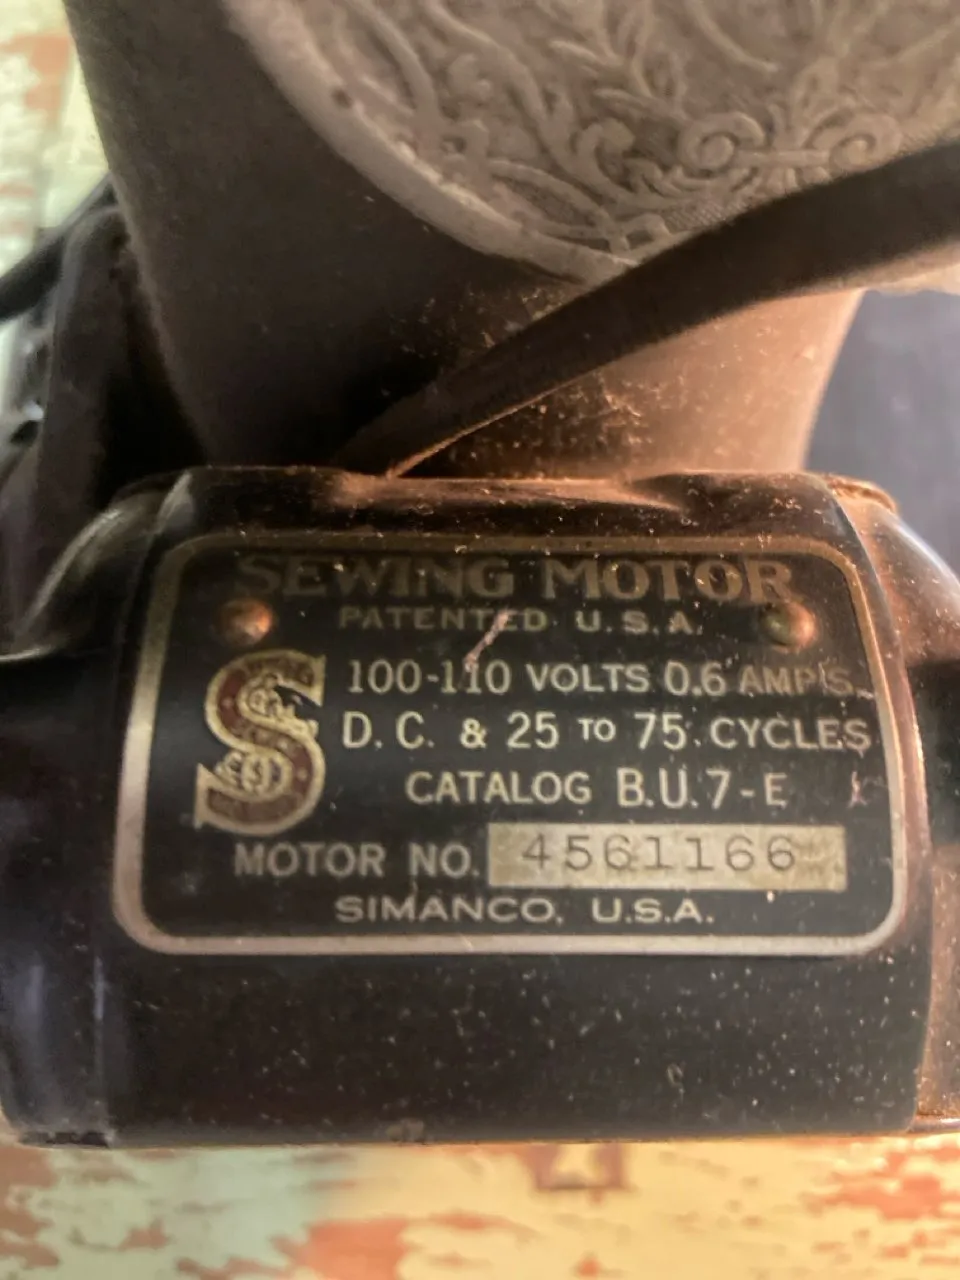 SEWING MOTOR
PATENTED U.S.A.
S
100-110 VOLTS 0.6 AMPS.
D.C. & 25 TO 75 CYCLES
CATALOG B.U.7-E
MOTOR NO. 4561166
SIMANCO, U.S.A.